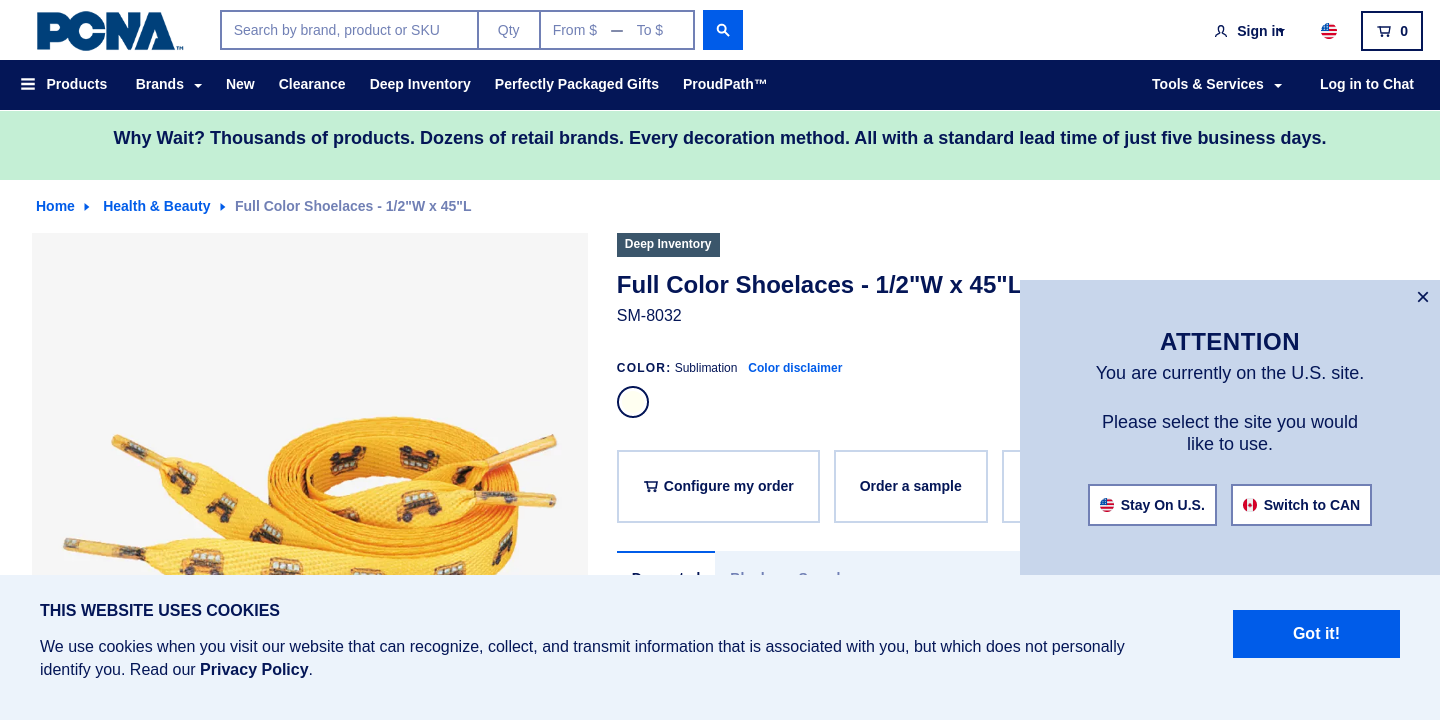 PCNA™
Search by brand, product or SKU
Qty
From $ — To $
Sign in
0
Products
Brands
New
Clearance
Deep Inventory
Perfectly Packaged Gifts
ProudPath™
Tools & Services
Log in to Chat
Why Wait? Thousands of products. Dozens of retail brands. Every decoration method. All with a standard lead time of just five business days.
Home
Health & Beauty
Full Color Shoelaces - 1/2"W x 45"L
Deep Inventory
Full Color Shoelaces - 1/2"W x 45"L
SM-8032
COLOR: Sublimation Color disclaimer
Configure my order
Order a sample
×
ATTENTION
You are currently on the U.S. site.
Please select the site you would
like to use.
Stay On U.S.
Switch to CAN
THIS WEBSITE USES COOKIES
We use cookies when you visit our website that can recognize, collect, and transmit information that is associated with you, but which does not personally
identify you. Read our Privacy Policy.
Got it!